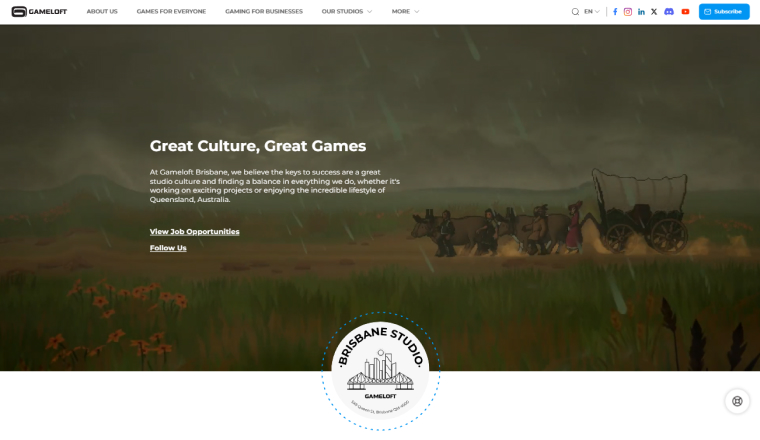 GAMELOFT ABOUT US GAMES FOR EVERYONE GAMING FOR BUSINESSES OUR STUDIOS MORE EN Subscribe
Great Culture, Great Games
At Gameloft Brisbane, we believe the keys to success are a great
studio culture and finding a balance in everything we do, whether it's
working on exciting projects or enjoying the incredible lifestyle of
Queensland, Australia.
View Job Opportunities
Follow Us
·BRISBANE STUDIO·
GAMELOFT